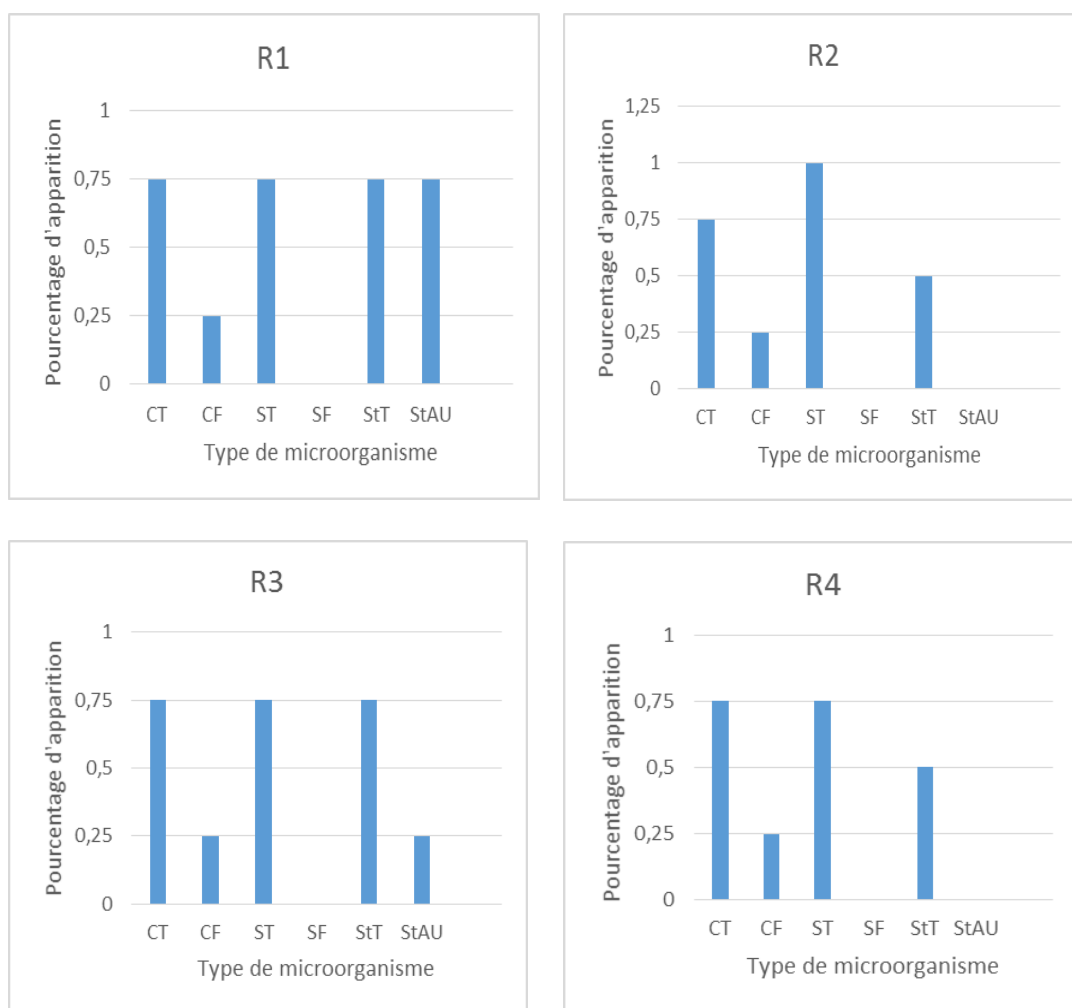 R1
Pourcentage d'apparition
1
0,75
0,5
0,25
0
CT CF ST SF StT StAU
Type de microorganisme
R2
Pourcentage d'apparition
1,25
1
0,75
0,5
0,25
0
CT CF ST SF StT StAU
Type de microorganisme
R3
Pourcentage d'apparition
1
0,75
0,5
0,25
0
CT CF ST SF StT StAU
Type de microorganisme
R4
Pourcentage d'apparition
1
0,75
0,5
0,25
0
CT CF ST SF StT StAU
Type de microorganisme